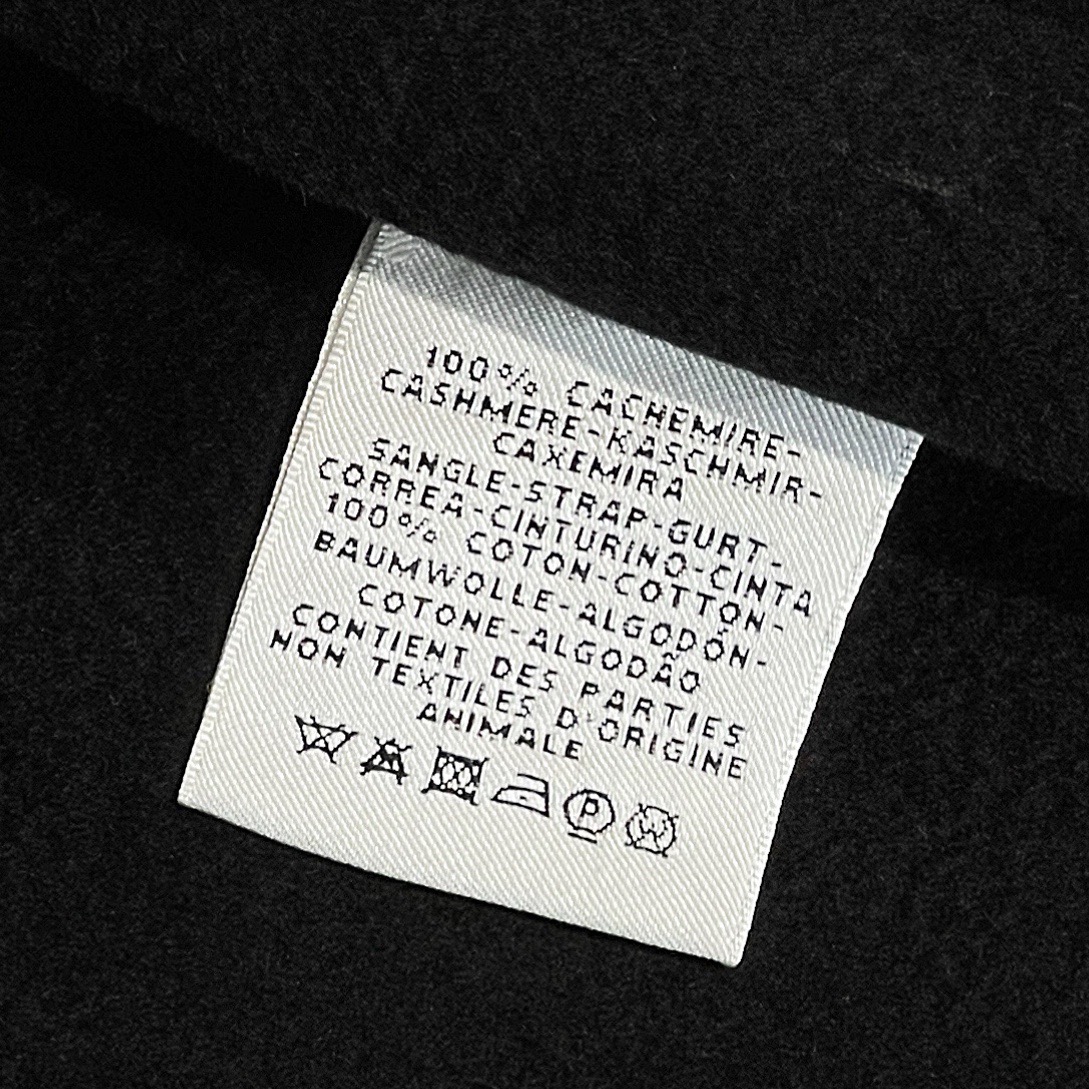 100% CACHEMIRE-
CASHMERE-KASCHMIR-
CAXEMIRA
SANGLE-STRAP-GURT-
CORREA-CINTURINO-CINTA
100% COTON-COTTON-
BAUMWOLLE-ALGODÓN-
COTONE-ALGODÃO
CONTIENT DES PARTIES
NON TEXTILES D'ORIGINE
ANIMALE
P W